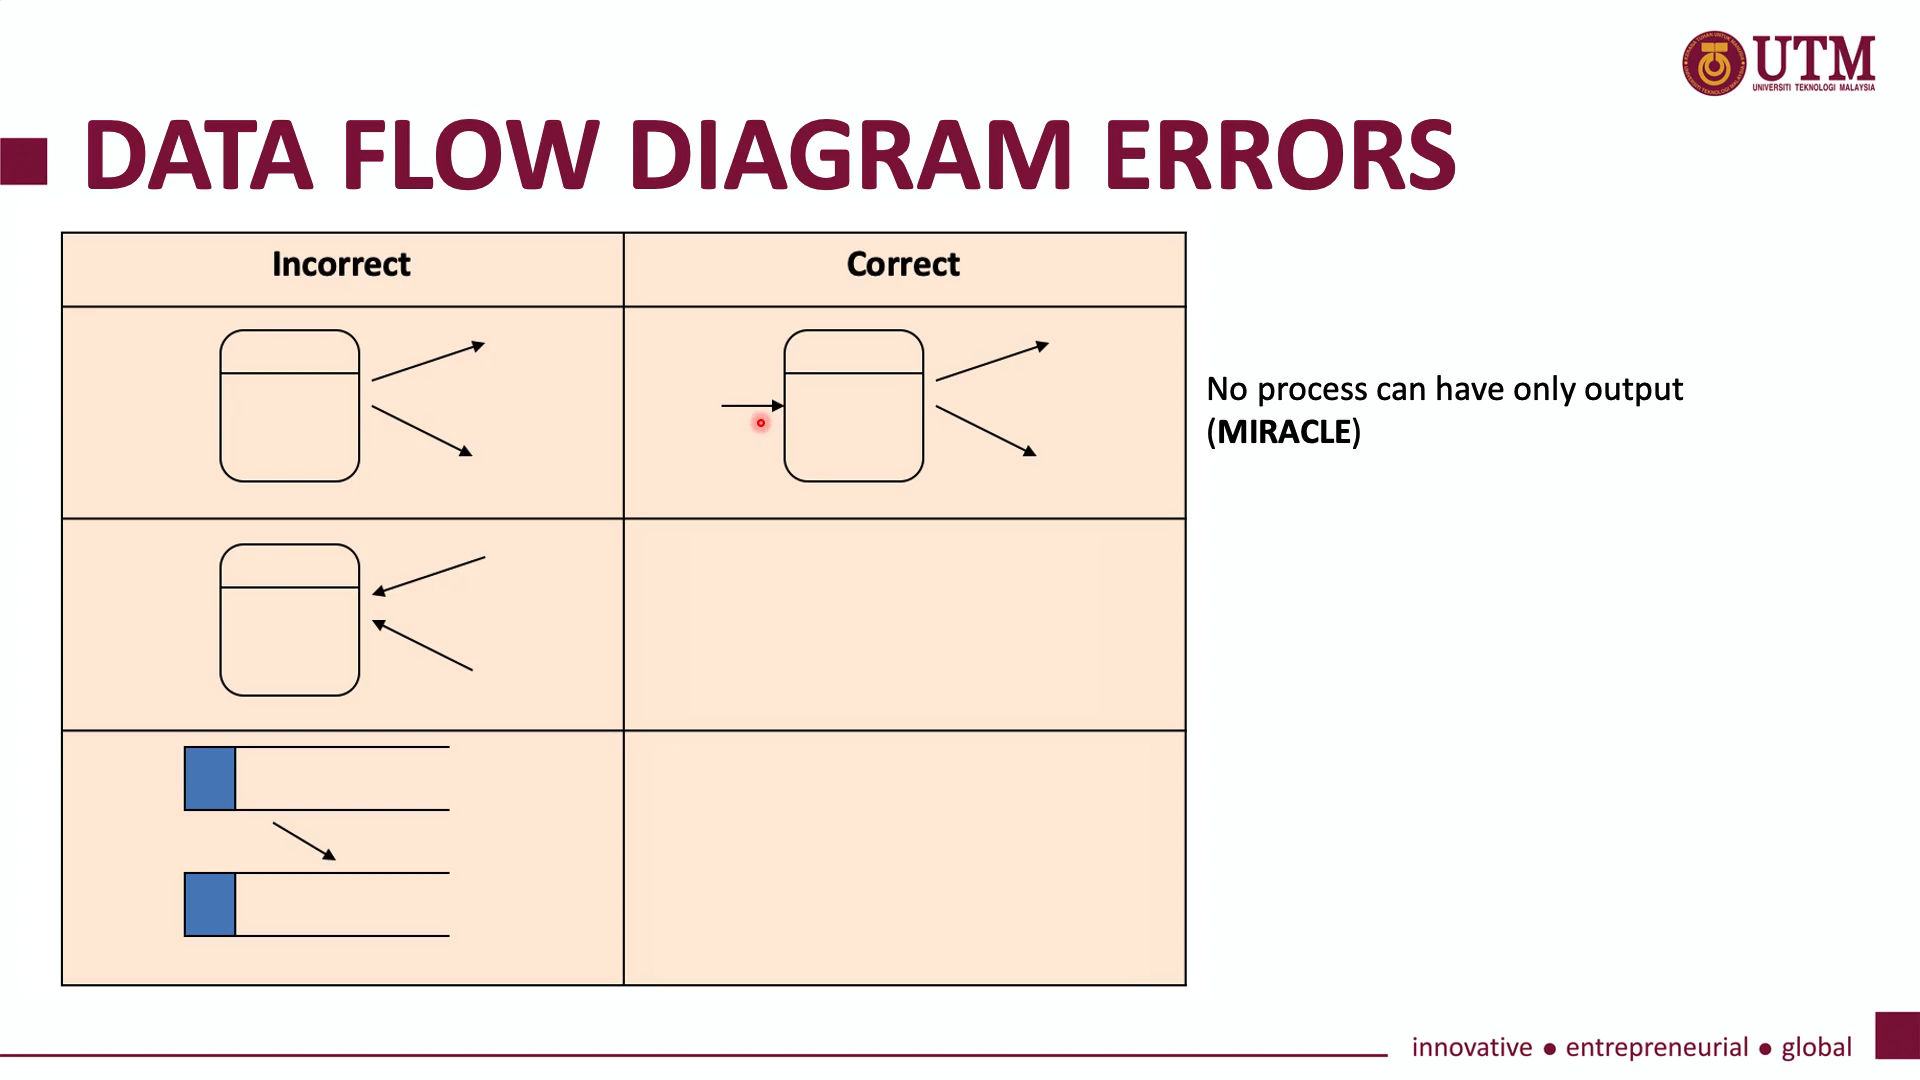 UTM
UNIVERSITI TEKNOLOGI MALAYSIA
DATA FLOW DIAGRAM ERRORS
Incorrect
Correct
No process can have only output
(MIRACLE)
innovative ● entrepreneurial ● global